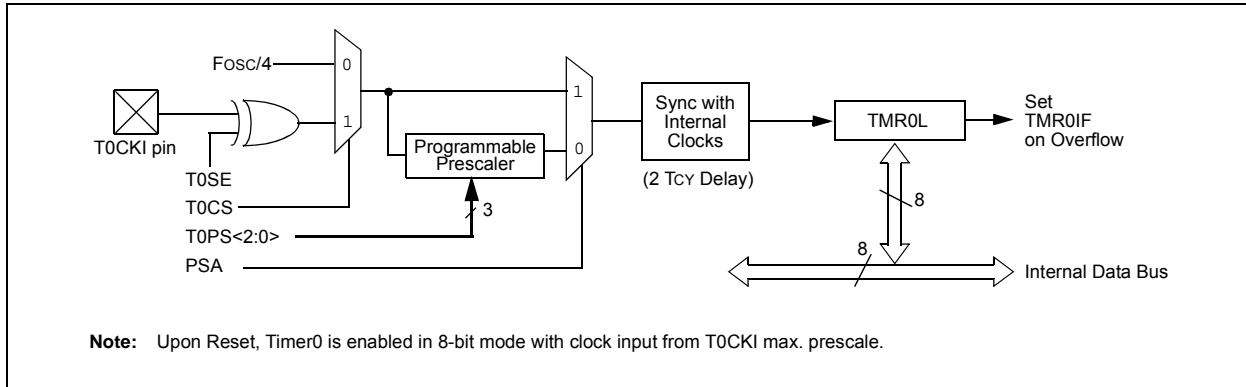 FOSC/4
0
1
T0CKI pin
T0SE
T0CS
T0PS<2:0>
PSA
Programmable
Prescaler
3
1
0
Sync with
Internal
Clocks
(2 TCY Delay)
TMR0L
Set
TMR0IF
on Overflow
8
8
Internal Data Bus
Note: Upon Reset, Timer0 is enabled in 8-bit mode with clock input from T0CKI max. prescale.